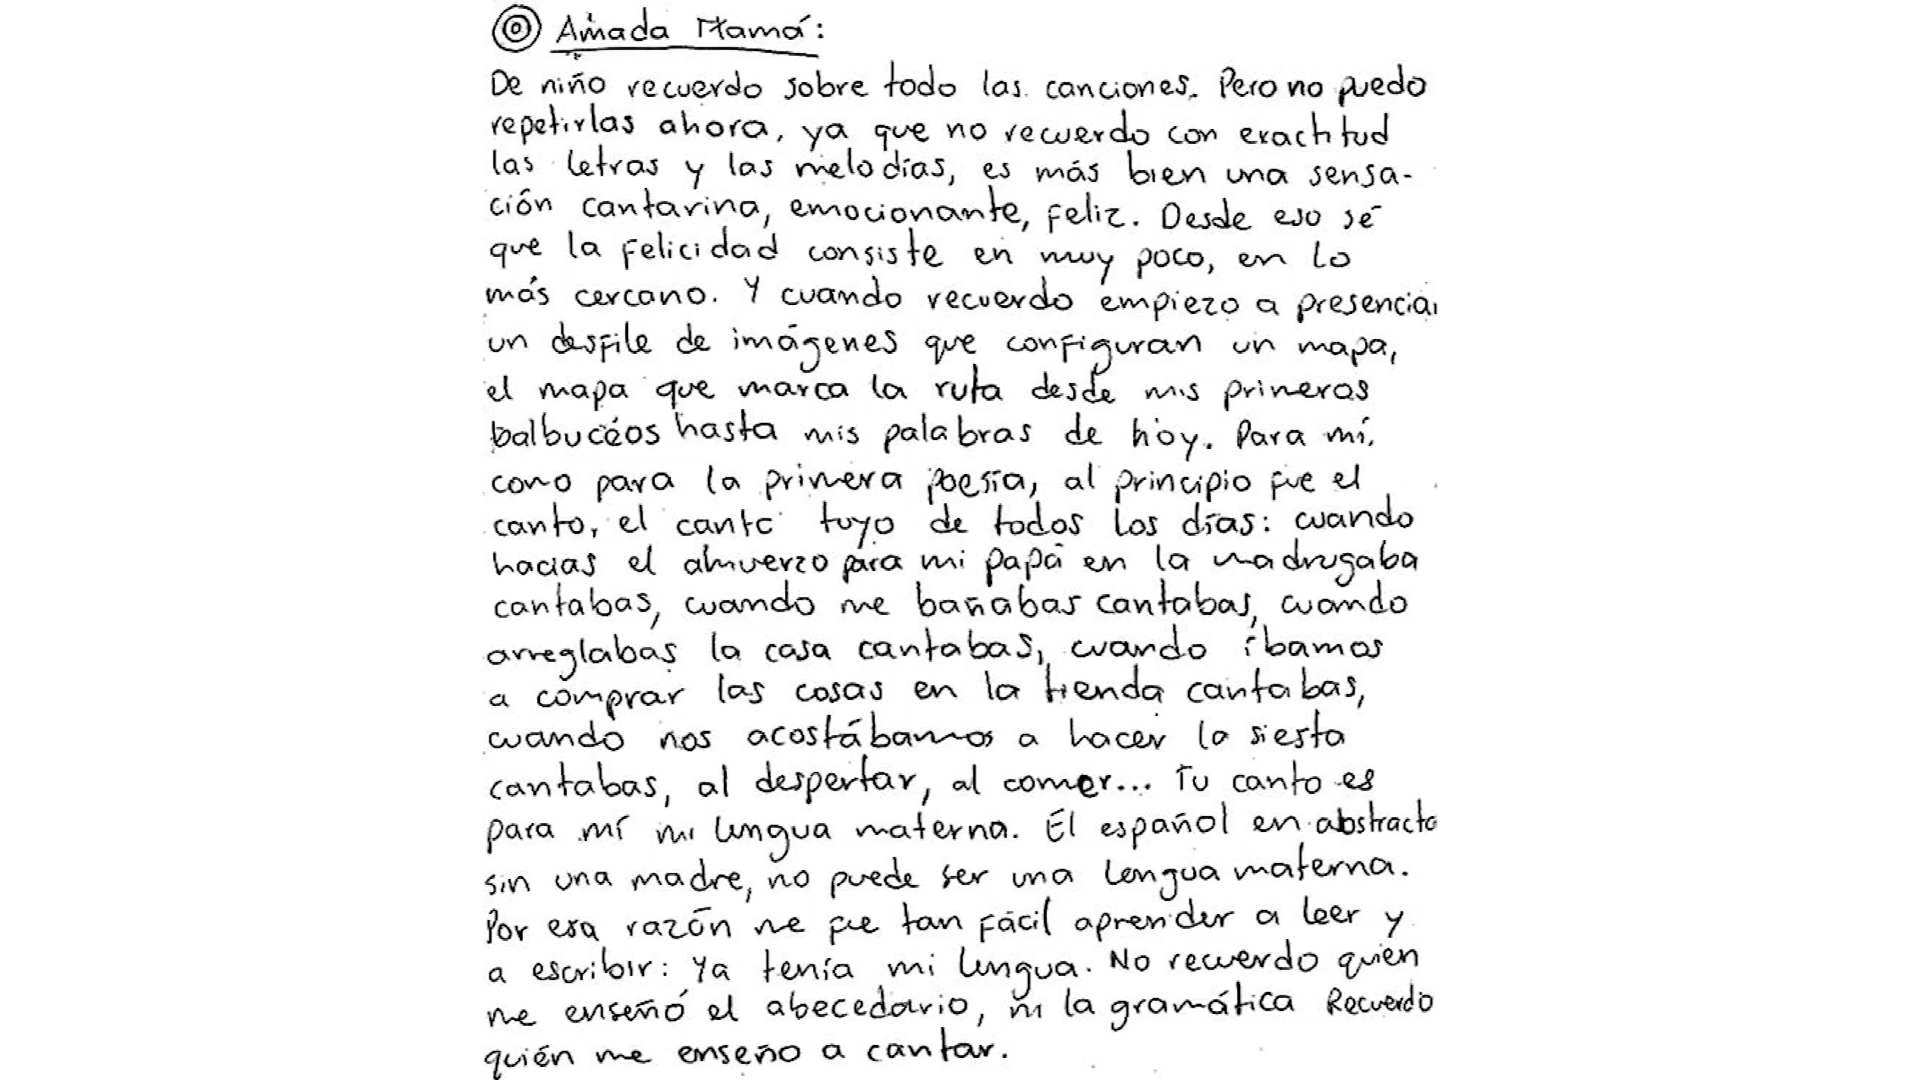 Amada Mamá:
De niño recuerdo sobre todo las canciones. Pero no puedo
repetirlas ahora, ya que no recuerdo con exactitud
las letras y las melodías, es más bien una sensa-
ción cantarina, emocionante, feliz. Desde eso sé
que la felicidad consiste en muy poco, en lo
más cercano. Y cuando recuerdo empiezo a presenciar
un desfile de imágenes que configuran un mapa,
el mapa que marca la ruta desde mis primeros
balbucéos hasta mis palabras de hoy. Para mí,
como para la primera poesía, al principio fue el
canto, el canto tuyo de todos los días: cuando
hacías el almuerzo para mi papá en la madrugaba
cantabas, cuando me bañabas cantabas, cuando
arreglabas la casa cantabas, cuando íbamos
a comprar las cosas en la tienda cantabas,
cuando nos acostábamos a hacer la siesta
cantabas, al despertar, al comer... Tu canto es
para mí mi lengua materna. El español en abstracto
sin una madre, no puede ser una lengua materna.
Por esa razón me fue tan fácil aprender a leer y
a escribir: Ya tenía mi lengua. No recuerdo quién
me enseñó el abecedario, ni la gramática Recuerdo
quién me enseño a cantar.